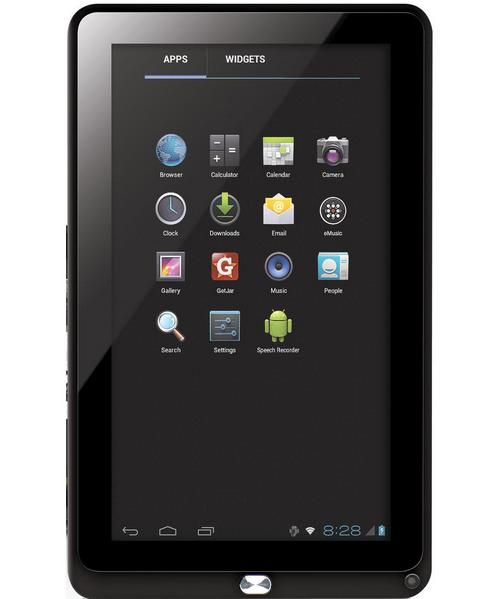 APPS WIDGETS
Browser Calculator Calendar Camera
Clock Downloads Email eMusic
Gallery GetJar Music People
Search Settings Speech Recorder
8:28